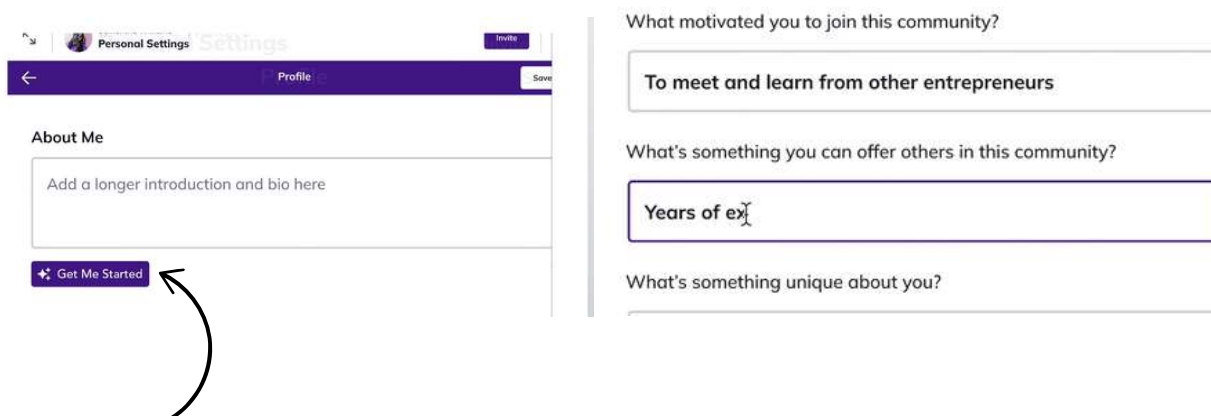 Personal Settings
Settings
Invite
Profile
Save
About Me
Add a longer introduction and bio here
Get Me Started
What motivated you to join this community?
To meet and learn from other entrepreneurs
What's something you can offer others in this community?
Years of ex
What's something unique about you?